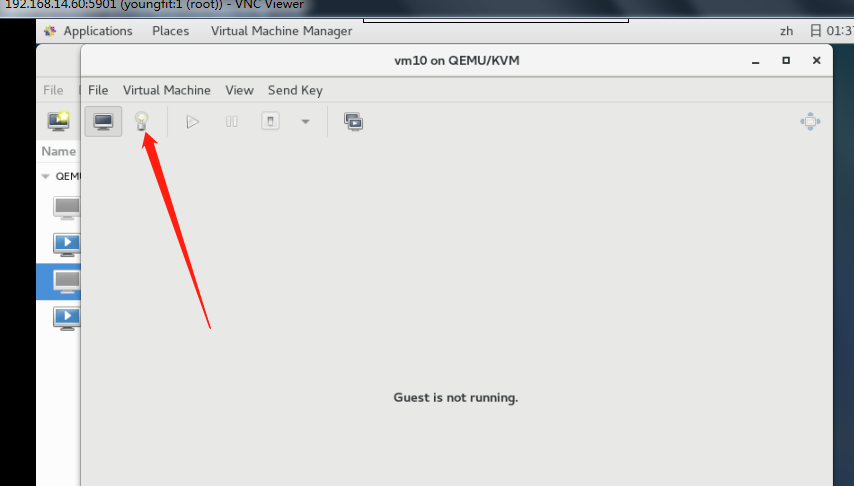 192.168.14.60:5901 (youngfit:1 (root)) - VNC Viewer
Applications Places Virtual Machine Manager zh 日 01:37
vm10 on QEMU/KVM
File
File Virtual Machine View Send Key
Name
QEMU
Guest is not running.